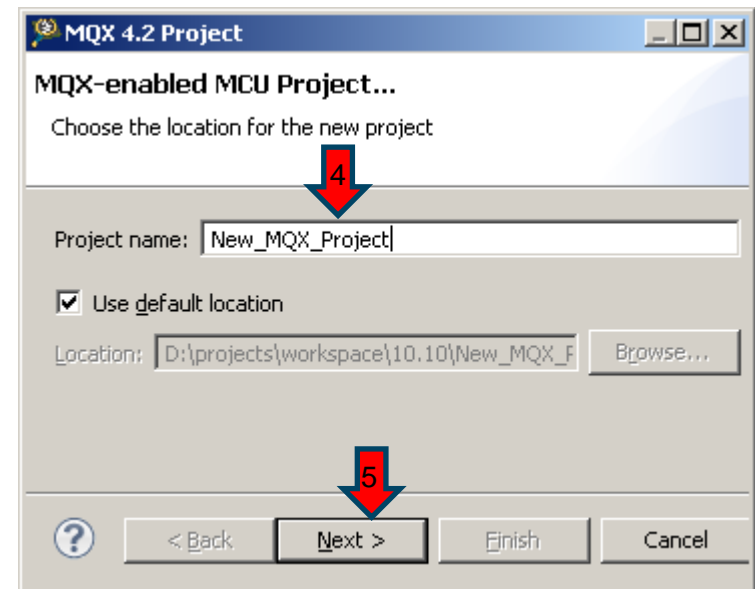 MQX 4.2 Project
MQX-enabled MCU Project...
Choose the location for the new project
4
Project name: New_MQX_Project
Use default location
Location: D:\projects\workspace\10.10\New_MQX_F Browse...
5
? < Back Next > Finish Cancel